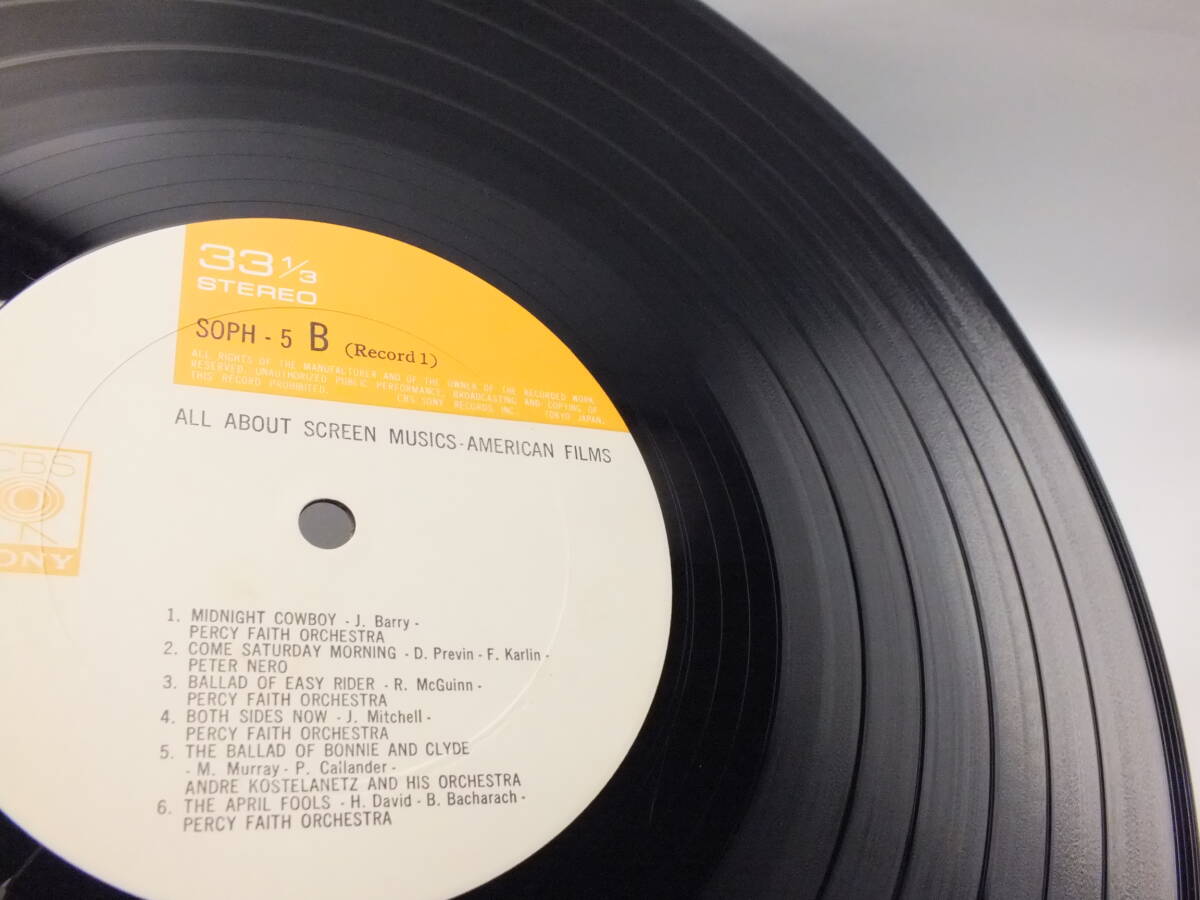 33 1/3
STEREO
SOPH - 5 B (Record 1)
ALL RIGHTS OF THE MANUFACTURER AND OF THE OWNER OF THE RECORDED WORK
RESERVED. UNAUTHORIZED PUBLIC PERFORMANCE, BROADCASTING AND COPYING OF
THIS RECORD PROHIBITED. CBS SONY RECORDS INC. TOKYO JAPAN.
ALL ABOUT SCREEN MUSICS-AMERICAN FILMS
CBS
ONY
1. MIDNIGHT COWBOY - J. Barry -
PERCY FAITH ORCHESTRA
2. COME SATURDAY MORNING - D. Previn - F. Karlin -
PETER NERO
3. BALLAD OF EASY RIDER - R. McGuinn -
PERCY FAITH ORCHESTRA
4. BOTH SIDES NOW - J. Mitchell -
PERCY FAITH ORCHESTRA
5. THE BALLAD OF BONNIE AND CLYDE
- M. Murray - P. Cailander -
ANDRE KOSTELANETZ AND HIS ORCHESTRA
6. THE APRIL FOOLS - H. David - B. Bacharach -
PERCY FAITH ORCHESTRA